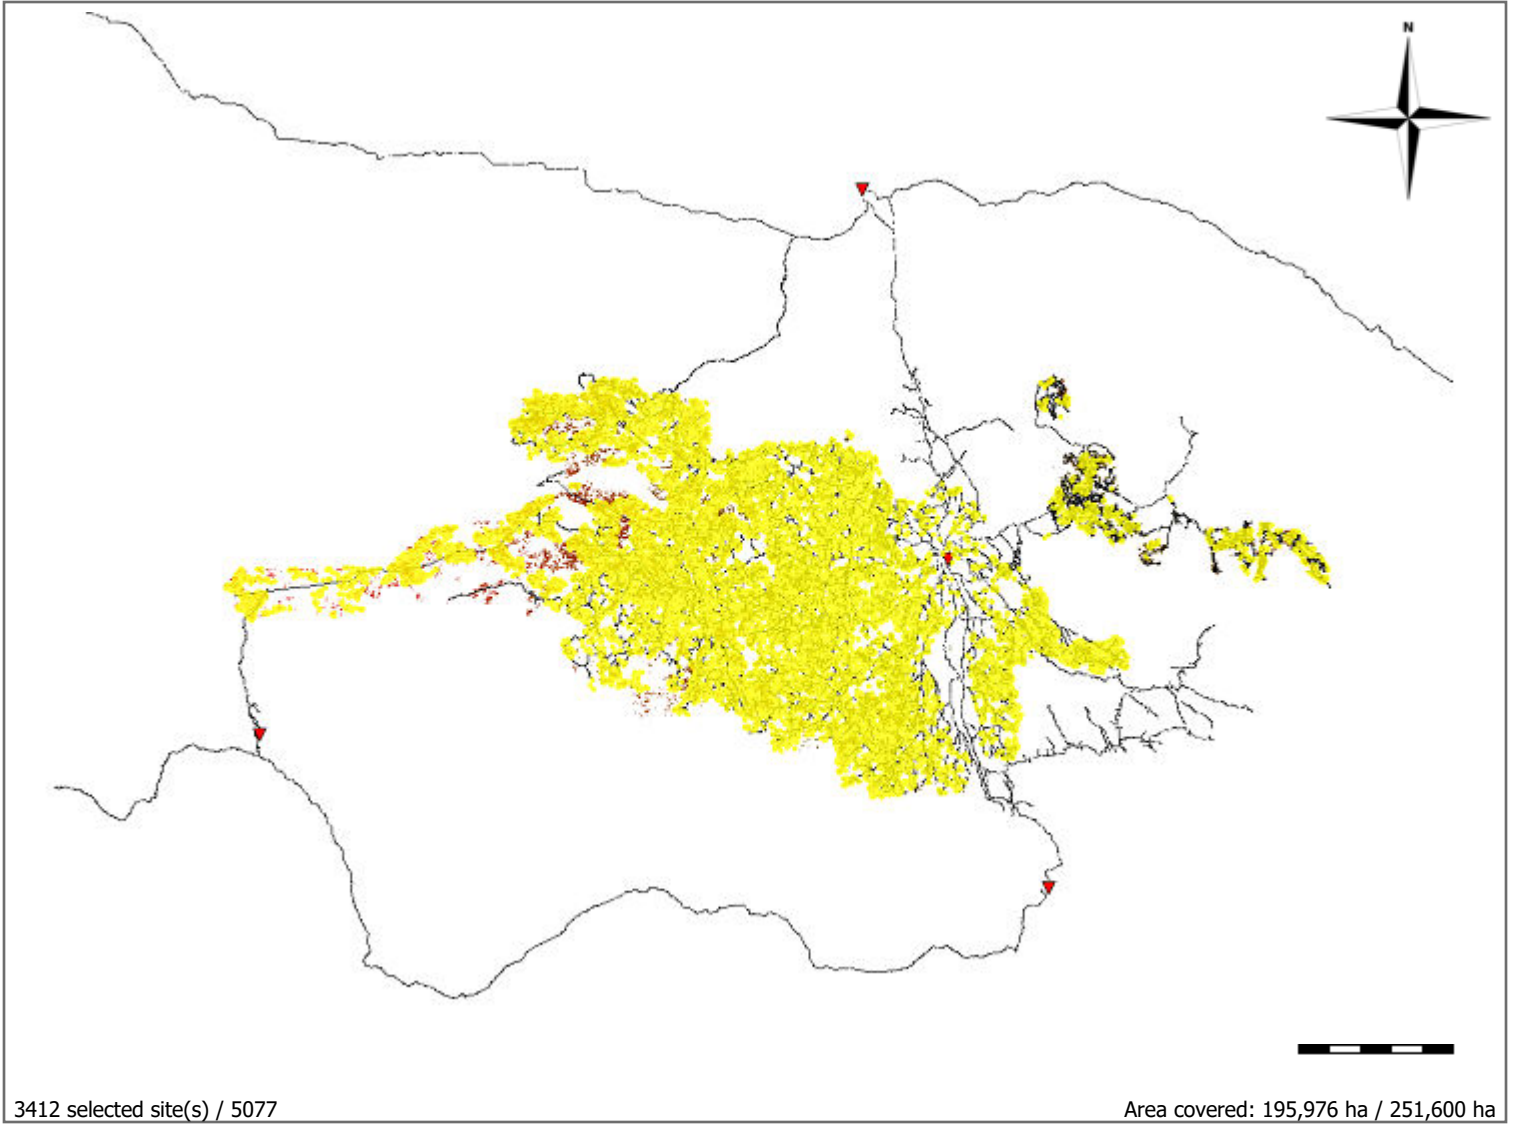 N
3412 selected site(s) / 5077
Area covered: 195,976 ha / 251,600 ha